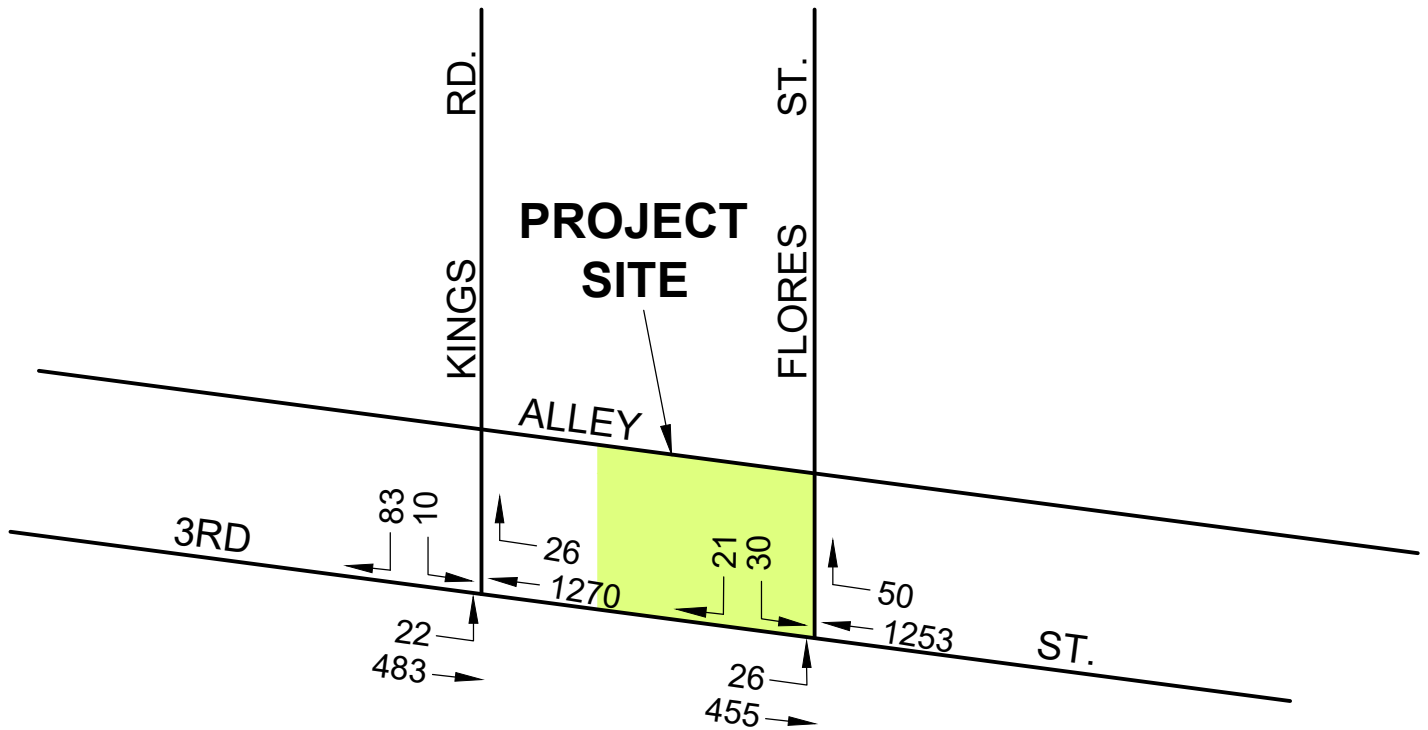 KINGS RD.
FLORES ST.
PROJECT
SITE
ALLEY
3RD ST.
83
10
26
1270
22
483
21
30
50
1253
26
455